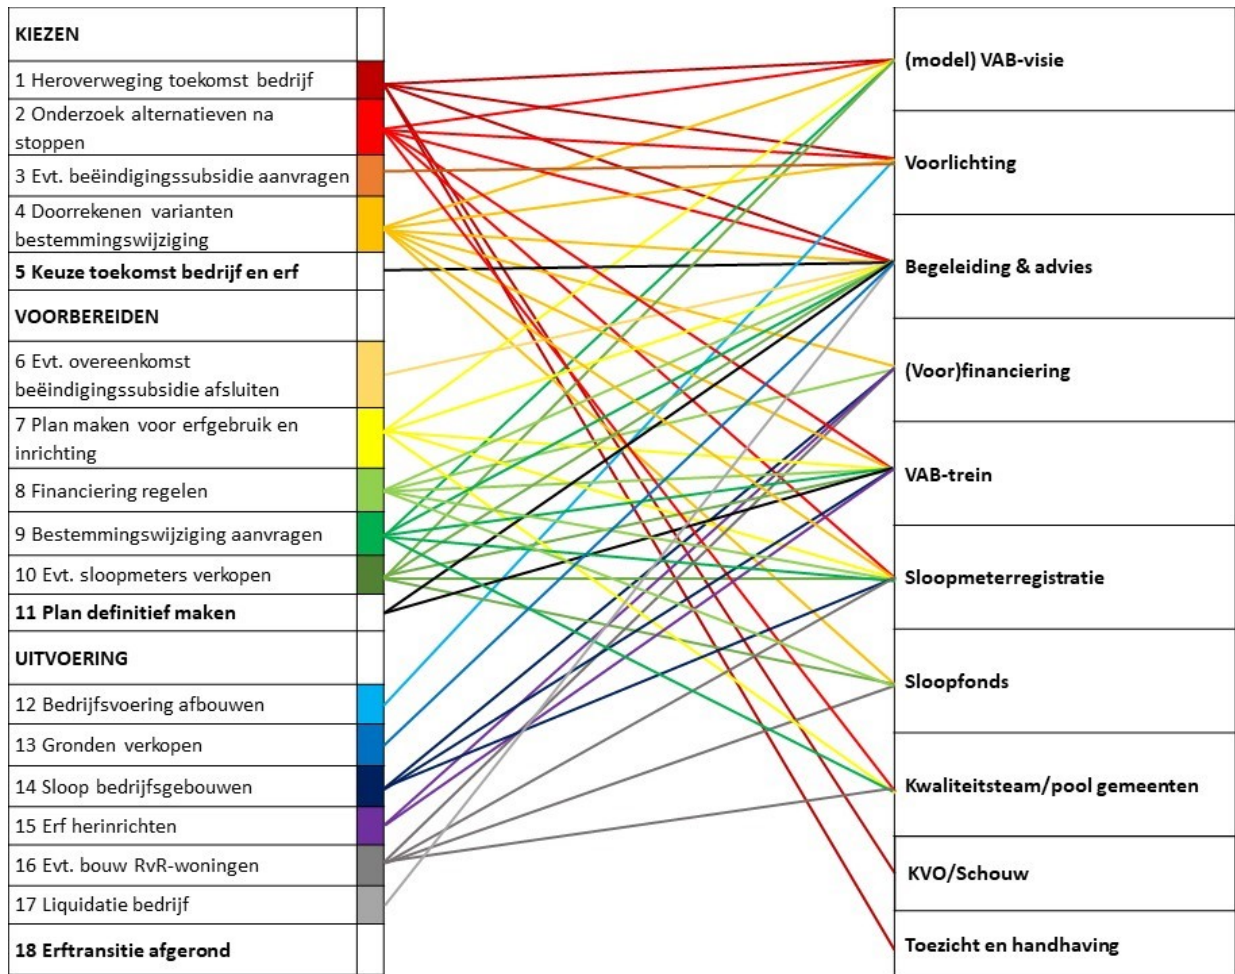 KIEZEN
1 Heroverweging toekomst bedrijf
2 Onderzoek alternatieven na
stoppen
3 Evt. beëindigingssubsidie aanvragen
4 Doorrekenen varianten
bestemmingswijziging
5 Keuze toekomst bedrijf en erf
VOORBEREIDEN
6 Evt. overeenkomst
beëindigingssubsidie afsluiten
7 Plan maken voor erfgebruik en
inrichting
8 Financiering regelen
9 Bestemmingswijziging aanvragen
10 Evt. sloopmeters verkopen
11 Plan definitief maken
UITVOERING
12 Bedrijfsvoering afbouwen
13 Gronden verkopen
14 Sloop bedrijfsgebouwen
15 Erf herinrichten
16 Evt. bouw RvR-woningen
17 Liquidatie bedrijf
18 Erftransitie afgerond
(model) VAB-visie
Voorlichting
Begeleiding & advies
(Voor)financiering
VAB-trein
Sloopmeterregistratie
Sloopfonds
Kwaliteitsteam/pool gemeenten
KVO/Schouw
Toezicht en handhaving